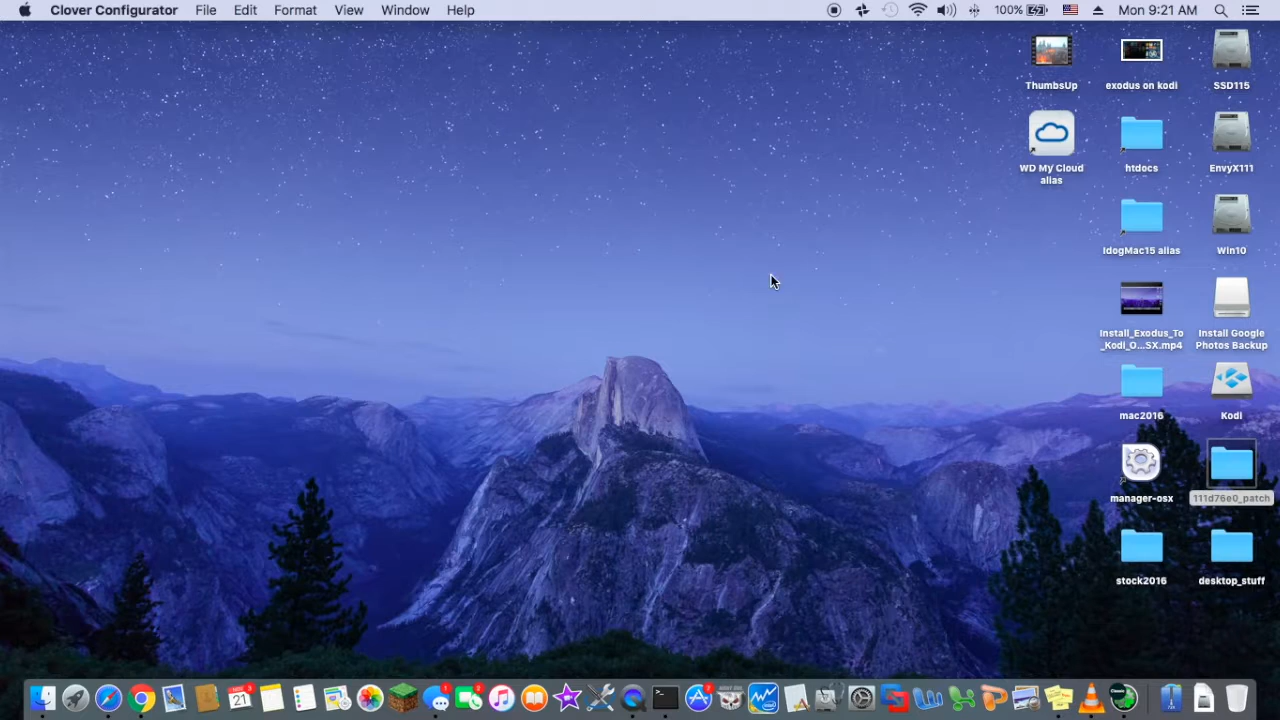 Clover Configurator File Edit Format View Window Help 100% Mon 9:21 AM
ThumbsUp
exodus on kodi
SSD115
WD My Cloud
alias
htdocs
EnvyX111
IdogMac15 alias
Win10
Install_Exodus_To
_Kodi_O...SX.mp4
Install Google
Photos Backup
mac2016
Kodi
manager-osx
111d76e0_patch
stock2016
desktop_stuff
21